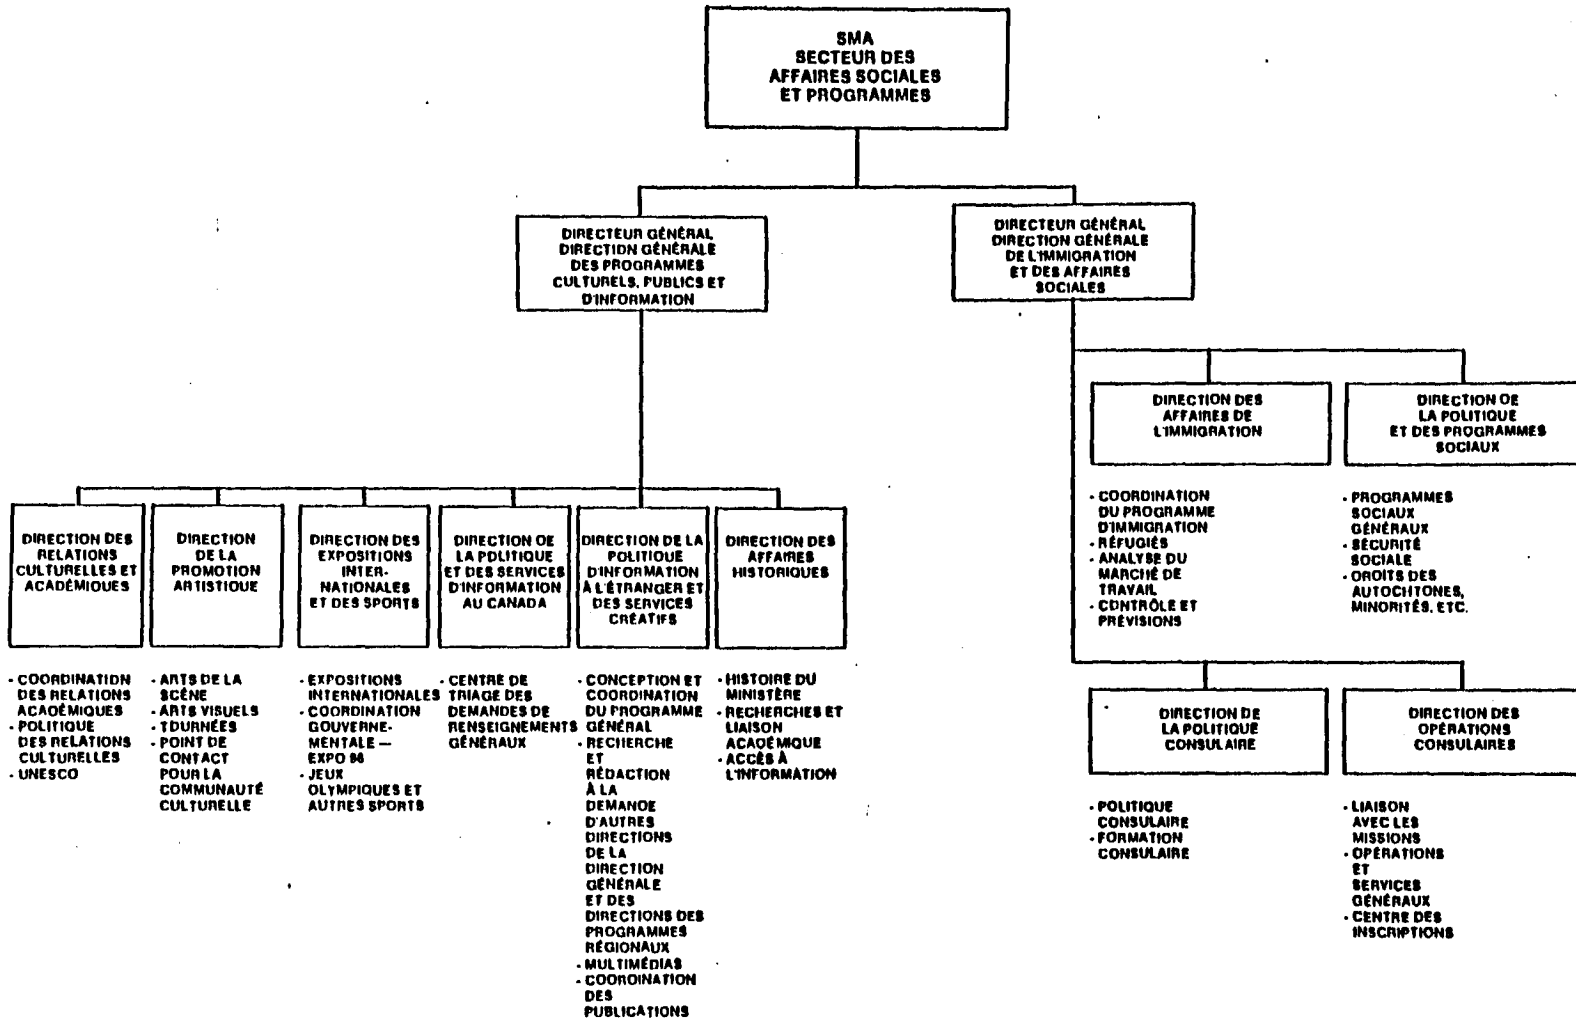 SMA
SECTEUR DES
AFFAIRES SOCIALES
ET PROGRAMMES
DIRECTEUR GÉNÉRAL
DIRECTION GÉNÉRALE
DES PROGRAMMES
CULTURELS, PUBLICS ET
D'INFORMATION
DIRECTEUR GÉNÉRAL
DIRECTION GÉNÉRALE
DE L'IMMIGRATION
ET DES AFFAIRES
SOCIALES
DIRECTION DES
AFFAIRES DE
L'IMMIGRATION
- COORDINATION
DU PROGRAMME
D'IMMIGRATION
- RÉFUGIÉS
- ANALYSE DU
MARCHÉ DE
TRAVAIL
- CONTRÔLE ET
PRÉVISIONS
DIRECTION DE
LA POLITIQUE
ET DES PROGRAMMES
SOCIAUX
- PROGRAMMES
SOCIAUX
GÉNÉRAUX
- SÉCURITÉ
SOCIALE
- DROITS DES
AUTOCHTONES,
MINORITÉS, ETC.
DIRECTION DES
RELATIONS
CULTURELLES ET
ACADÉMIQUES
- COORDINATION
DES RELATIONS
ACADÉMIQUES
- POLITIQUE
DES RELATIONS
CULTURELLES
- UNESCO
DIRECTION
DE LA
PROMOTION
ARTISTIQUE
- ARTS DE LA
SCÈNE
- ARTS VISUELS
- TOURNÉES
- POINT DE
CONTACT
POUR LA
COMMUNAUTÉ
CULTURELLE
DIRECTION DES
EXPOSITIONS
INTER-
NATIONALES
ET DES SPORTS
- EXPOSITIONS
INTERNATIONALES
- COORDINATION
GOUVERNE-
MENTALE —
EXPO 86
- JEUX
OLYMPIQUES ET
AUTRES SPORTS
DIRECTION DE
LA POLITIQUE
ET DES SERVICES
D'INFORMATION
AU CANADA
- CENTRE DE
TRIAGE DES
DEMANDES DE
RENSEIGNEMENTS
GÉNÉRAUX
DIRECTION DE LA
POLITIQUE
D'INFORMATION
À L'ÉTRANGER ET
DES SERVICES
CRÉATIFS
- CONCEPTION ET
COORDINATION
DU PROGRAMME
GÉNÉRAL
- RECHERCHE
ET
RÉDACTION
À LA
DEMANDE
D'AUTRES
DIRECTIONS
DE LA
DIRECTION
GÉNÉRALE
ET DES
DIRECTIONS DES
PROGRAMMES
RÉGIONAUX
- MULTIMÉDIAS
- COORDINATION
DES
PUBLICATIONS
DIRECTION DES
AFFAIRES
HISTORIQUES
- HISTOIRE DU
MINISTÈRE
- RECHERCHES ET
LIAISON
ACADÉMIQUE
- ACCÈS À
L'INFORMATION
DIRECTION DE
LA POLITIQUE
CONSULAIRE
- POLITIQUE
CONSULAIRE
- FORMATION
CONSULAIRE
DIRECTION DES
OPÉRATIONS
CONSULAIRES
- LIAISON
AVEC LES
MISSIONS
- OPÉRATIONS
ET
SERVICES
GÉNÉRAUX
- CENTRE DES
INSCRIPTIONS